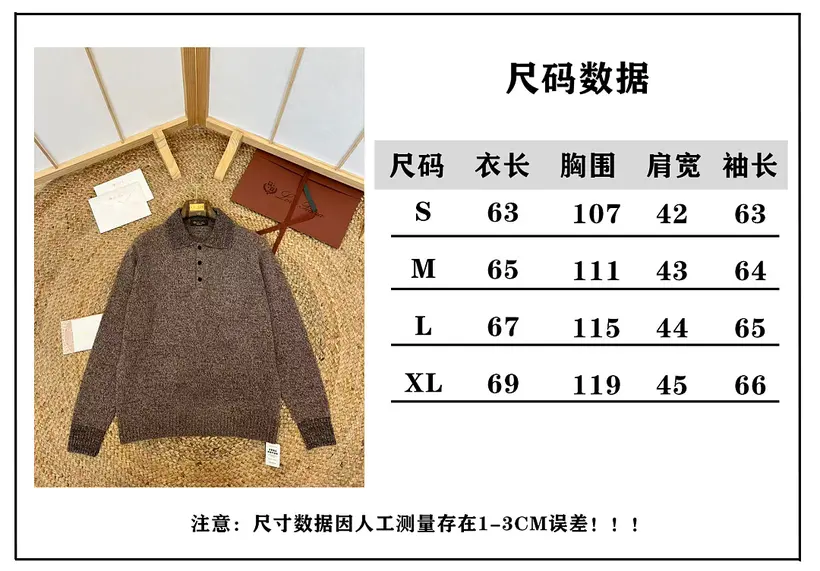 尺码数据
尺码 衣长 胸围 肩宽 袖长
S 63 107 42 63
M 65 111 43 64
L 67 115 44 65
XL 69 119 45 66
注意：尺寸数据因人工测量存在1-3CM误差！！！